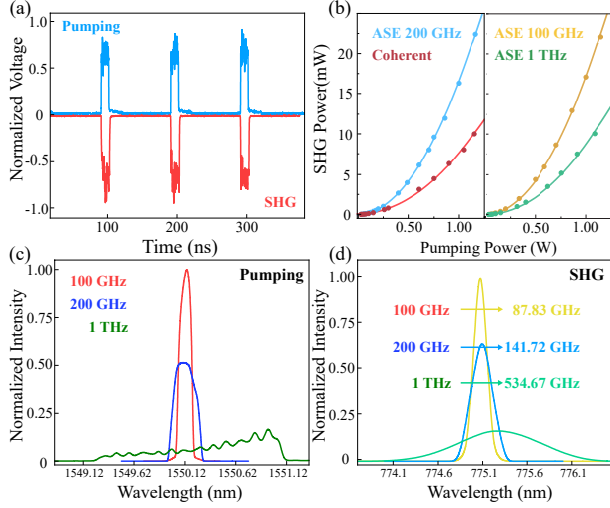 (a)
Pumping
SHG
Normalized Voltage
1.0
0.5
0
-0.5
-1.0
100
200
300
Time (ns)
(b)
ASE 200 GHz
Coherent
ASE 100 GHz
ASE 1 THz
SHG Power(mW)
25
20
15
10
5
0
0.50
1.00
0.50
1.00
Pumping Power (W)
(c)
Pumping
100 GHz
200 GHz
1 THz
Normalized Intensity
1.00
0.75
0.50
0.25
0
1549.12
1549.62
1550.12
1550.62
1551.12
Wavelength (nm)
(d)
SHG
100 GHz
87.83 GHz
200 GHz
141.72 GHz
1 THz
534.67 GHz
Normalized Intensity
1.00
0.75
0.50
0.25
0
774.1
774.6
775.1
775.6
776.1
Wavelength (nm)